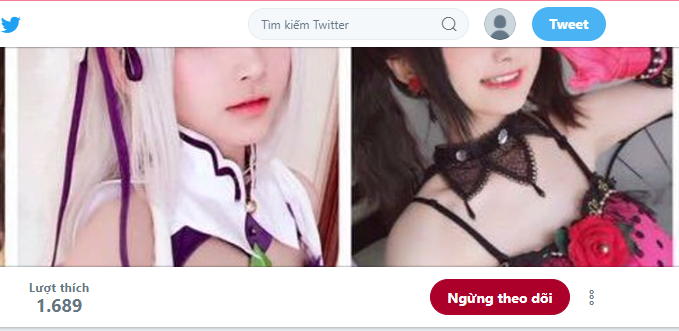 Tìm kiếm Twitter
Tweet
Lượt thích
1.689
Ngừng theo dõi